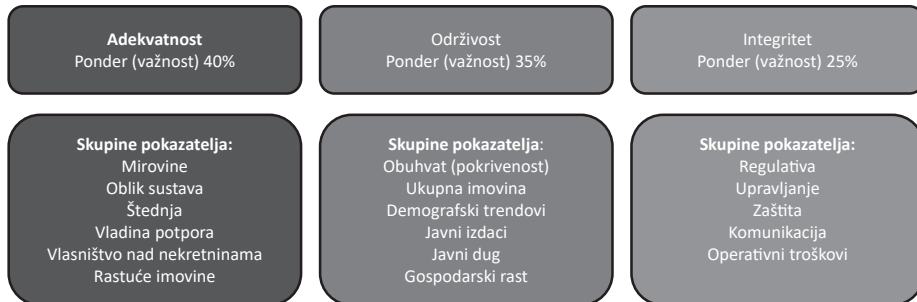 Adekvatnost
Ponder (važnost) 40%
Održivost
Ponder (važnost) 35%
Integritet
Ponder (važnost) 25%
Skupine pokazatelja:
Mirovine
Oblik sustava
Štednja
Vladina potpora
Vlasništvo nad nekretninama
Rastuće imovine
Skupine pokazatelja:
Obuhvat (pokrivenost)
Ukupna imovina
Demografski trendovi
Javni izdaci
Javni dug
Gospodarski rast
Skupine pokazatelja:
Regulativa
Upravljanje
Zaštita
Komunikacija
Operativni troškovi